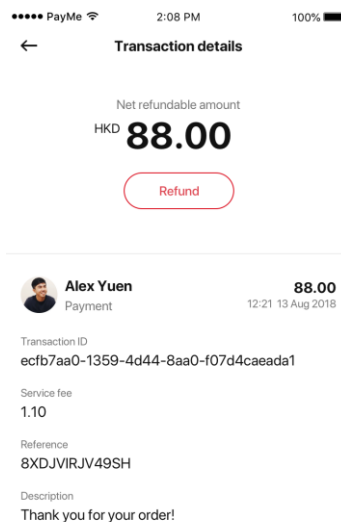 PayMe 2:08 PM 100%
Transaction details
Net refundable amount
HKD 88.00
Refund
Alex Yuen 88.00
Payment 12:21 13 Aug 2018
Transaction ID
ecfb7aa0-1359-4d44-8aa0-f07d4caeada1
Service fee
1.10
Reference
8XDJVIRJV49SH
Description
Thank you for your order!